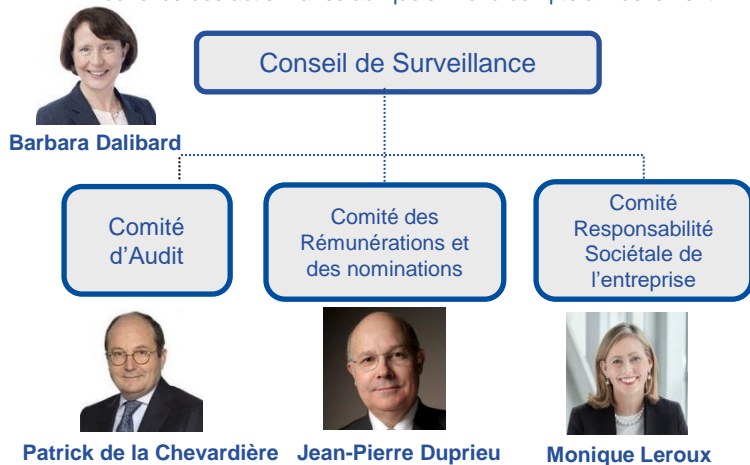 Conseil de Surveillance
Barbara Dalibard
Comité
d'Audit
Comité des
Rémunérations et
des nominations
Comité
Responsabilité
Sociétale de
l'entreprise
Patrick de la Chevardière
Jean-Pierre Duprieu
Monique Leroux